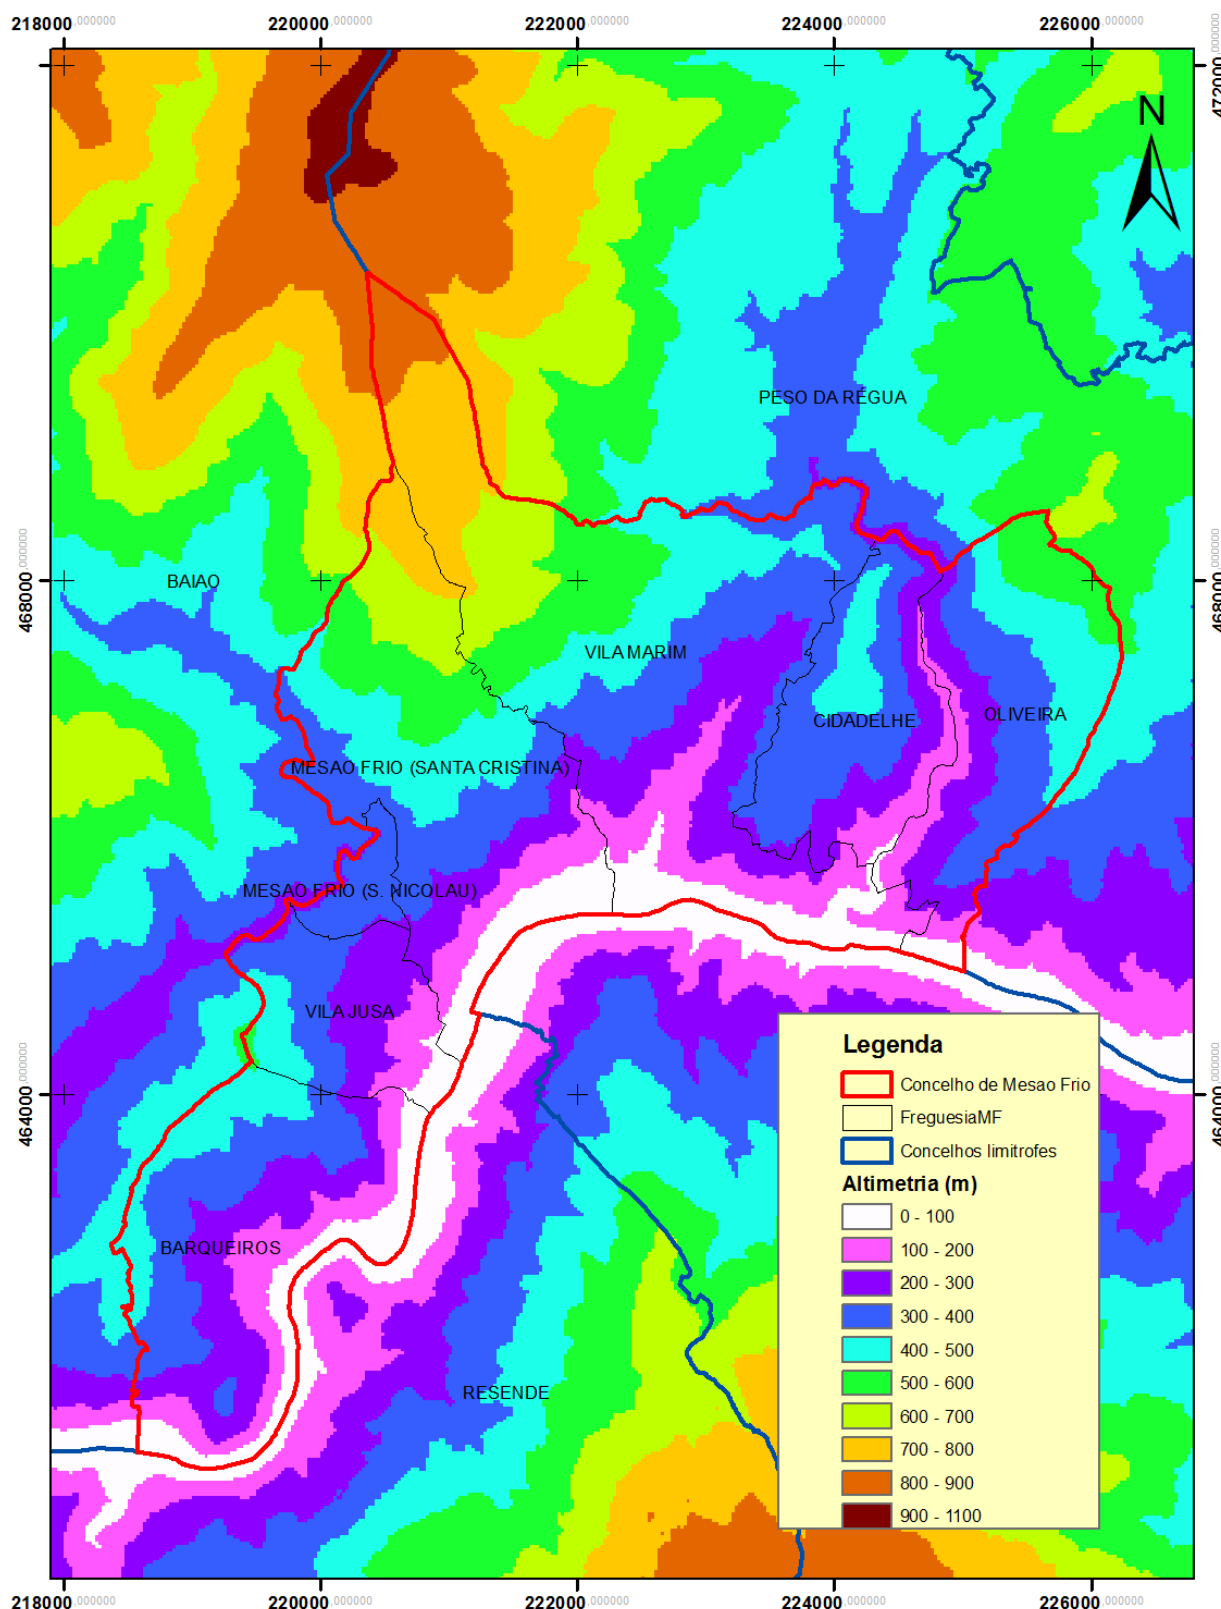 218000,000000 220000,000000 222000,000000 224000,000000 226000,000000
472000,000000
N
PESO DA RÉGUA
468000,000000 468000,000000
BAIAO
VILA MARIM
CIDADELHE
OLIVEIRA
MESAO FRIO (SANTA CRISTINA)
MESAO FRIO (S. NICOLAU)
VILA JUSA
464000,000000 464000,000000
BARQUEIROS
RESENDE
Legenda
Concelho de Mesao Frio
FreguesiaMF
Concelhos limitrofes
Altimetria (m)
0 - 100
100 - 200
200 - 300
300 - 400
400 - 500
500 - 600
600 - 700
700 - 800
800 - 900
900 - 1100
218000,000000 220000,000000 222000,000000 224000,000000 226000,000000